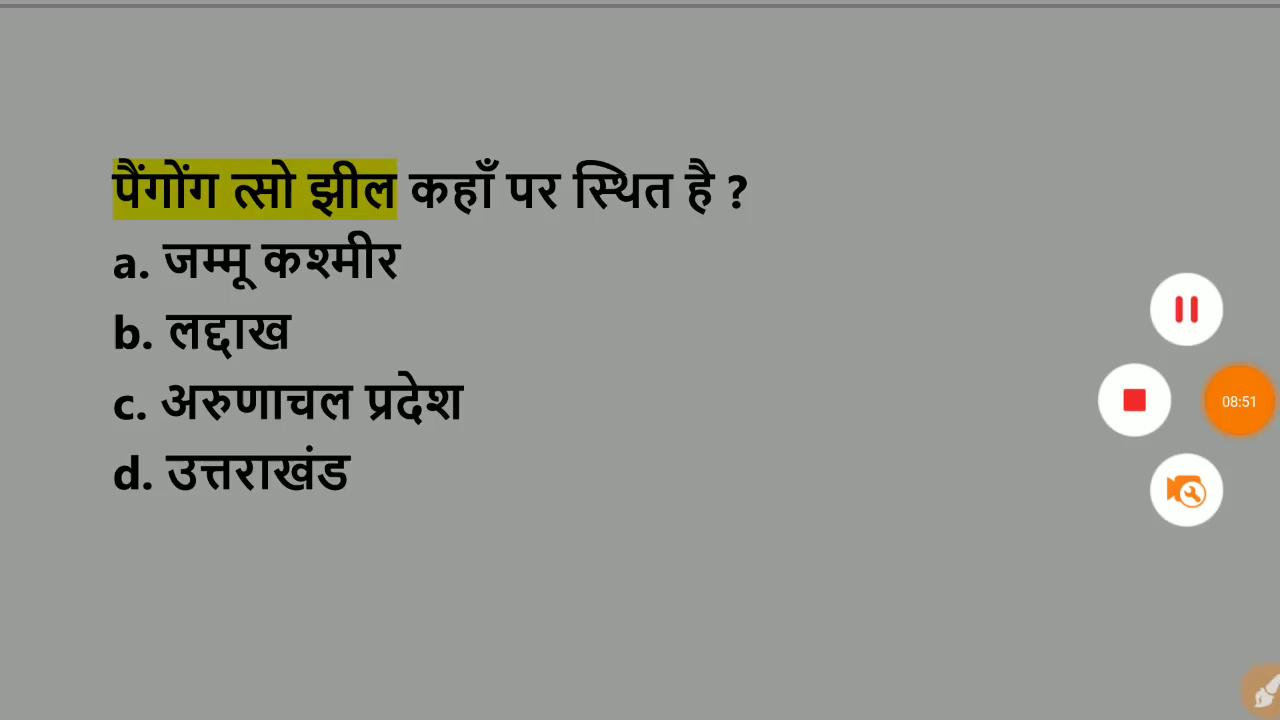 पैंगोंग त्सो झील कहाँ पर स्थित है ?
a. जम्मू कश्मीर
b. लद्दाख
c. अरुणाचल प्रदेश
d. उत्तराखंड
08:51